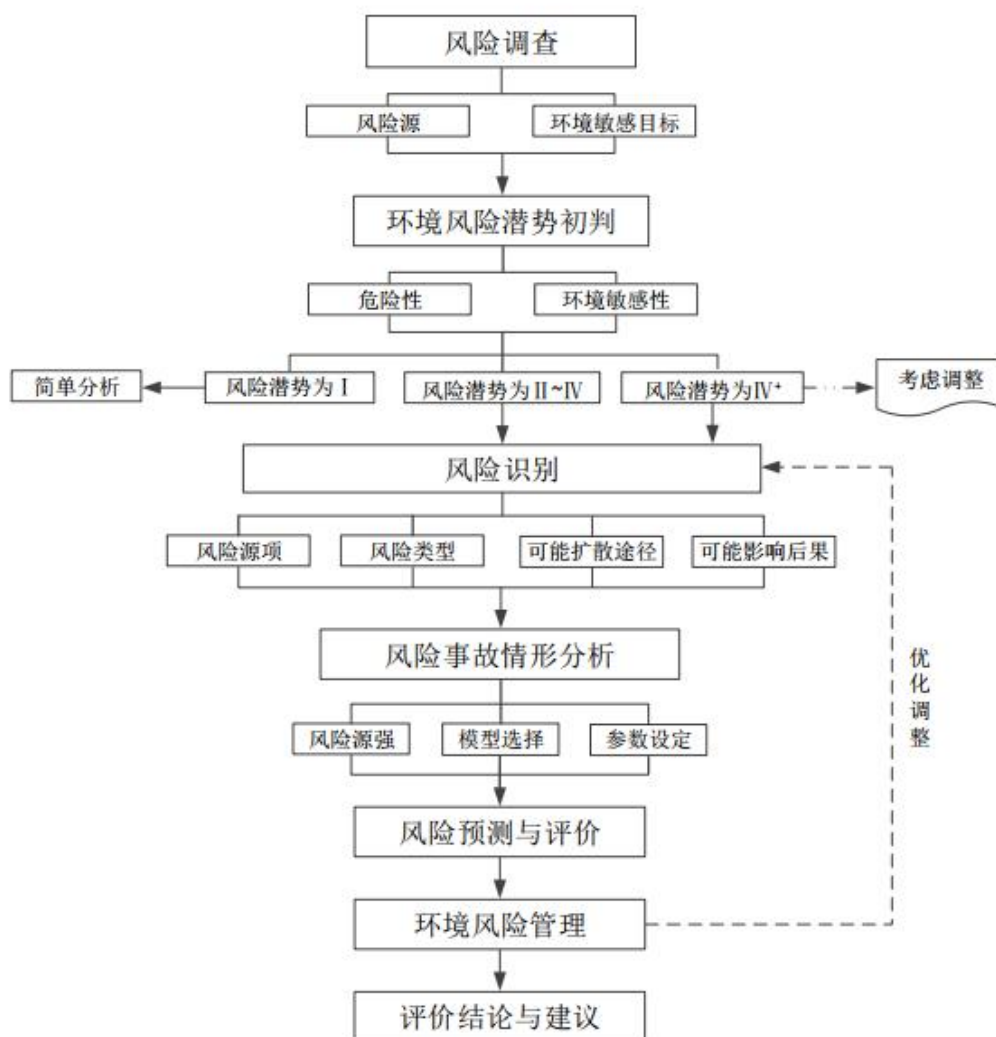 风险调查
风险源
环境敏感目标
环境风险潜势初判
危险性
环境敏感性
简单分析
风险潜势为Ⅰ
风险潜势为Ⅱ~Ⅳ
风险潜势为Ⅳ⁺
考虑调整
风险识别
风险源项
风险类型
可能扩散途径
可能影响后果
风险事故情形分析
优化调整
风险源强
模型选择
参数设定
风险预测与评价
环境风险管理
评价结论与建议